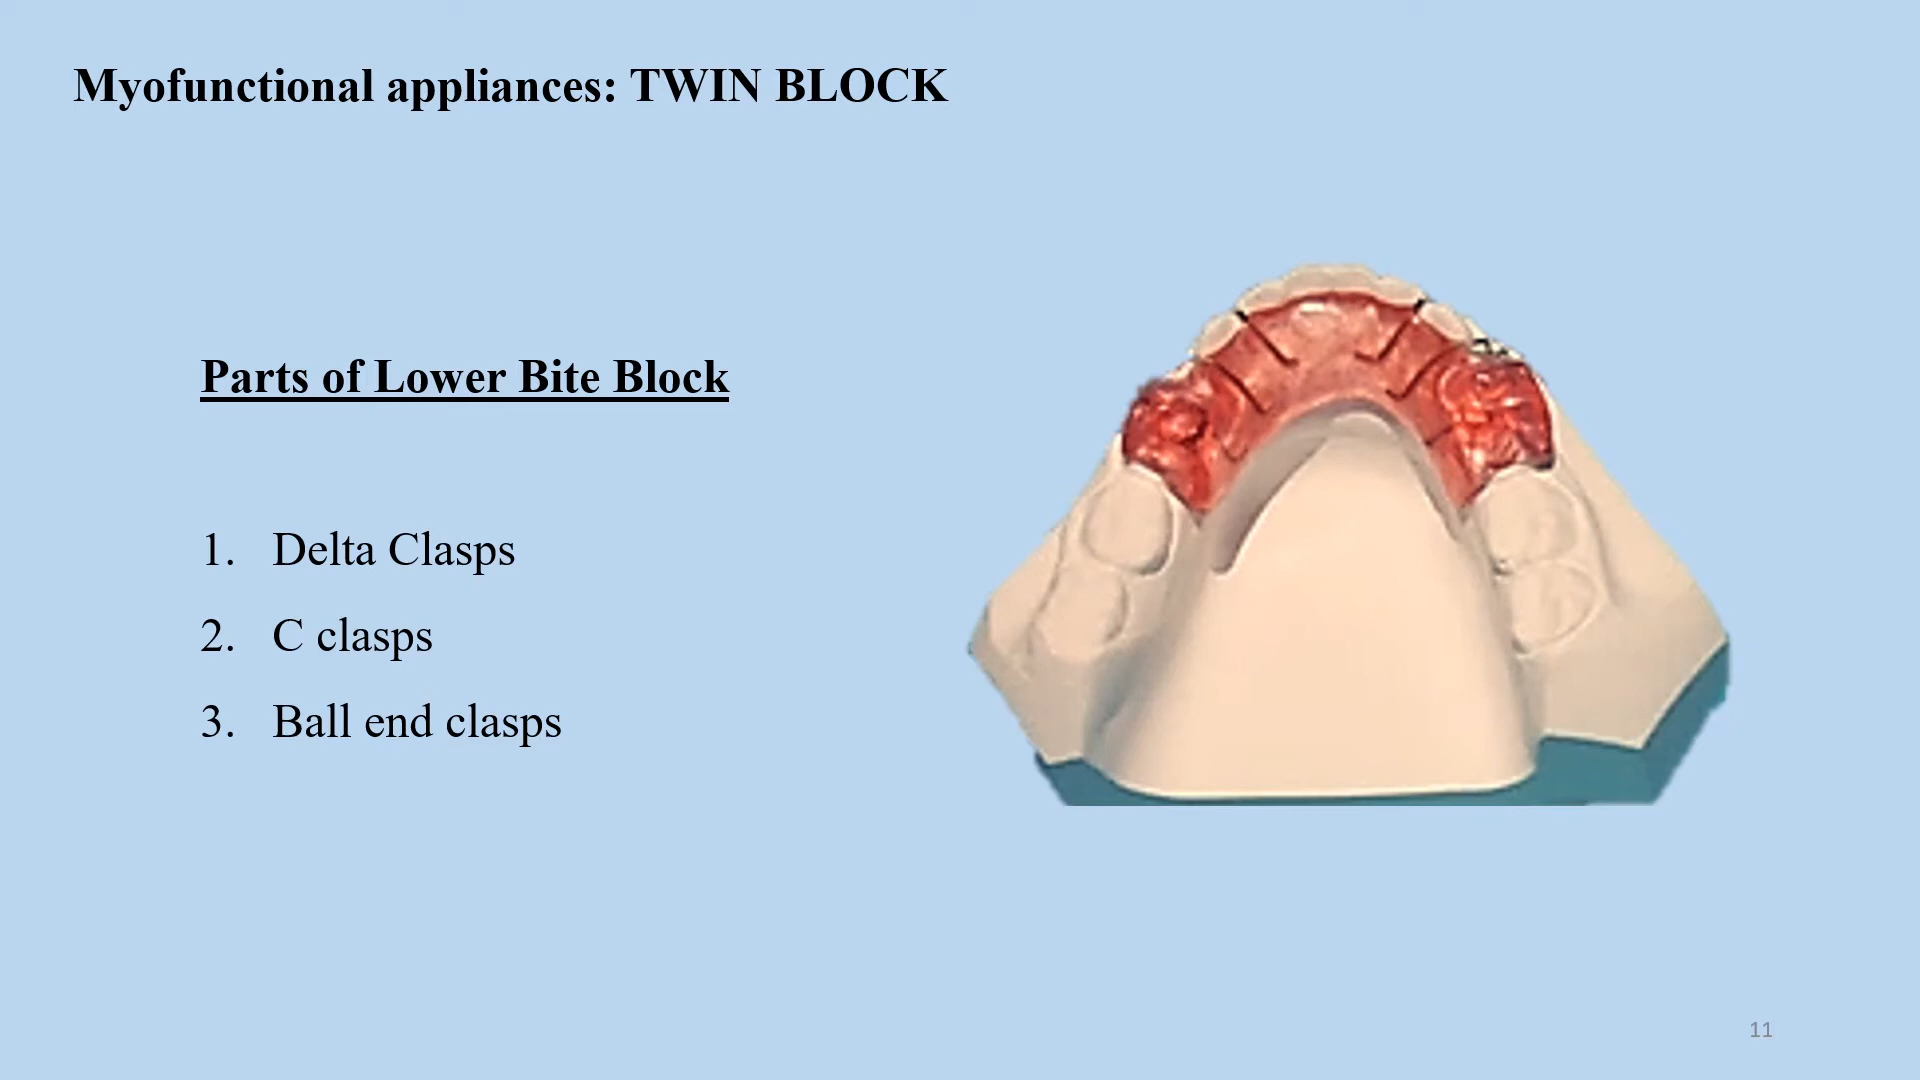 Myofunctional appliances: TWIN BLOCK
Parts of Lower Bite Block
1. Delta Clasps
2. C clasps
3. Ball end clasps
11